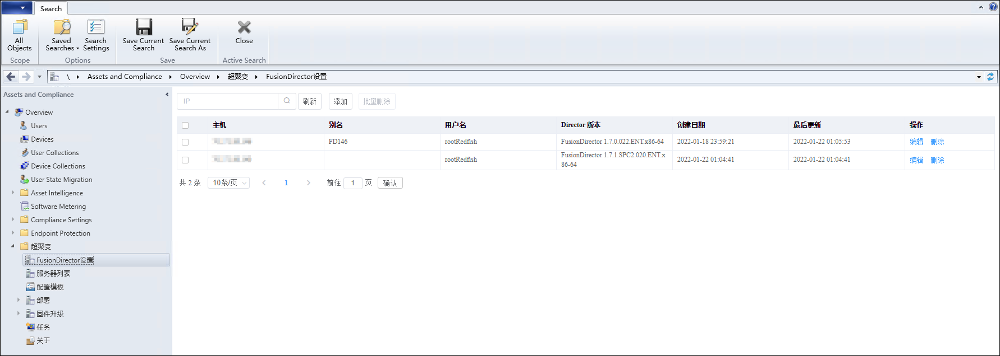 Search
All
Objects
Saved
Searches
Search
Settings
Save Current
Search
Save Current
Search As
Close
Scope
Options
Save
Active Search
\ Assets and Compliance Overview 超聚变 FusionDirector设置
Assets and Compliance
Overview
Users
Devices
User Collections
Device Collections
User State Migration
Asset Intelligence
Software Metering
Compliance Settings
Endpoint Protection
超聚变
FusionDirector设置
服务器列表
配置模板
部署
固件升级
任务
关于
IP 刷新 添加 批量删除
主机 别名 用户名 Director 版本 创建日期 最后更新 操作
FD146 rootRedfish FusionDirector 1.7.0.022.ENT.x86-64 2022-01-18 23:59:21 2022-01-22 01:05:53 编辑 删除
rootRedfish FusionDirector 1.7.1.SPC2.020.ENT.x
86-64 2022-01-22 01:04:41 2022-01-22 01:04:41 编辑 删除
共 2 条 10条/页 1 前往 1 页 确认